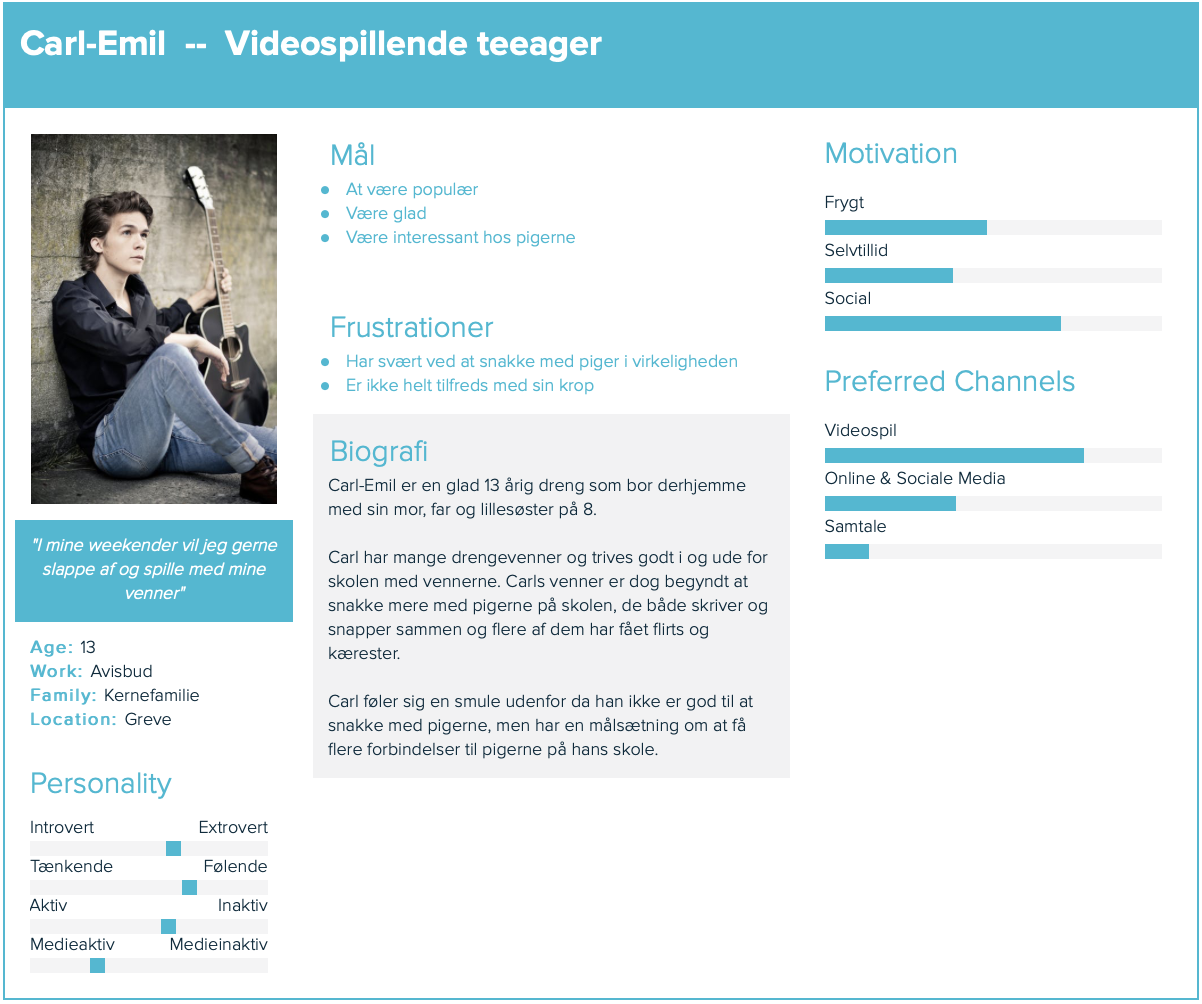 Carl-Emil -- Videospillende teeager
"I mine weekender vil jeg gerne
slappe af og spille med mine
venner"
Age: 13
Work: Avisbud
Family: Kernefamilie
Location: Greve
Personality
Introvert Extrovert
Tænkende Følende
Aktiv Inaktiv
Medieaktiv Medieinaktiv
Mål
At være populær
Være glad
Være interessant hos pigerne
Frustrationer
Har svært ved at snakke med piger i virkeligheden
Er ikke helt tilfreds med sin krop
Biografi
Carl-Emil er en glad 13 årig dreng som bor derhjemme
med sin mor, far og lillesøster på 8.
Carl har mange drengevenner og trives godt i og ude for
skolen med vennerne. Carls venner er dog begyndt at
snakke mere med pigerne på skolen, de både skriver og
snapper sammen og flere af dem har fået flirts og
kærester.
Carl føler sig en smule udenfor da han ikke er god til at
snakke med pigerne, men har en målsætning om at få
flere forbindelser til pigerne på hans skole.
Motivation
Frygt
Selvtillid
Social
Preferred Channels
Videospil
Online & Sociale Media
Samtale